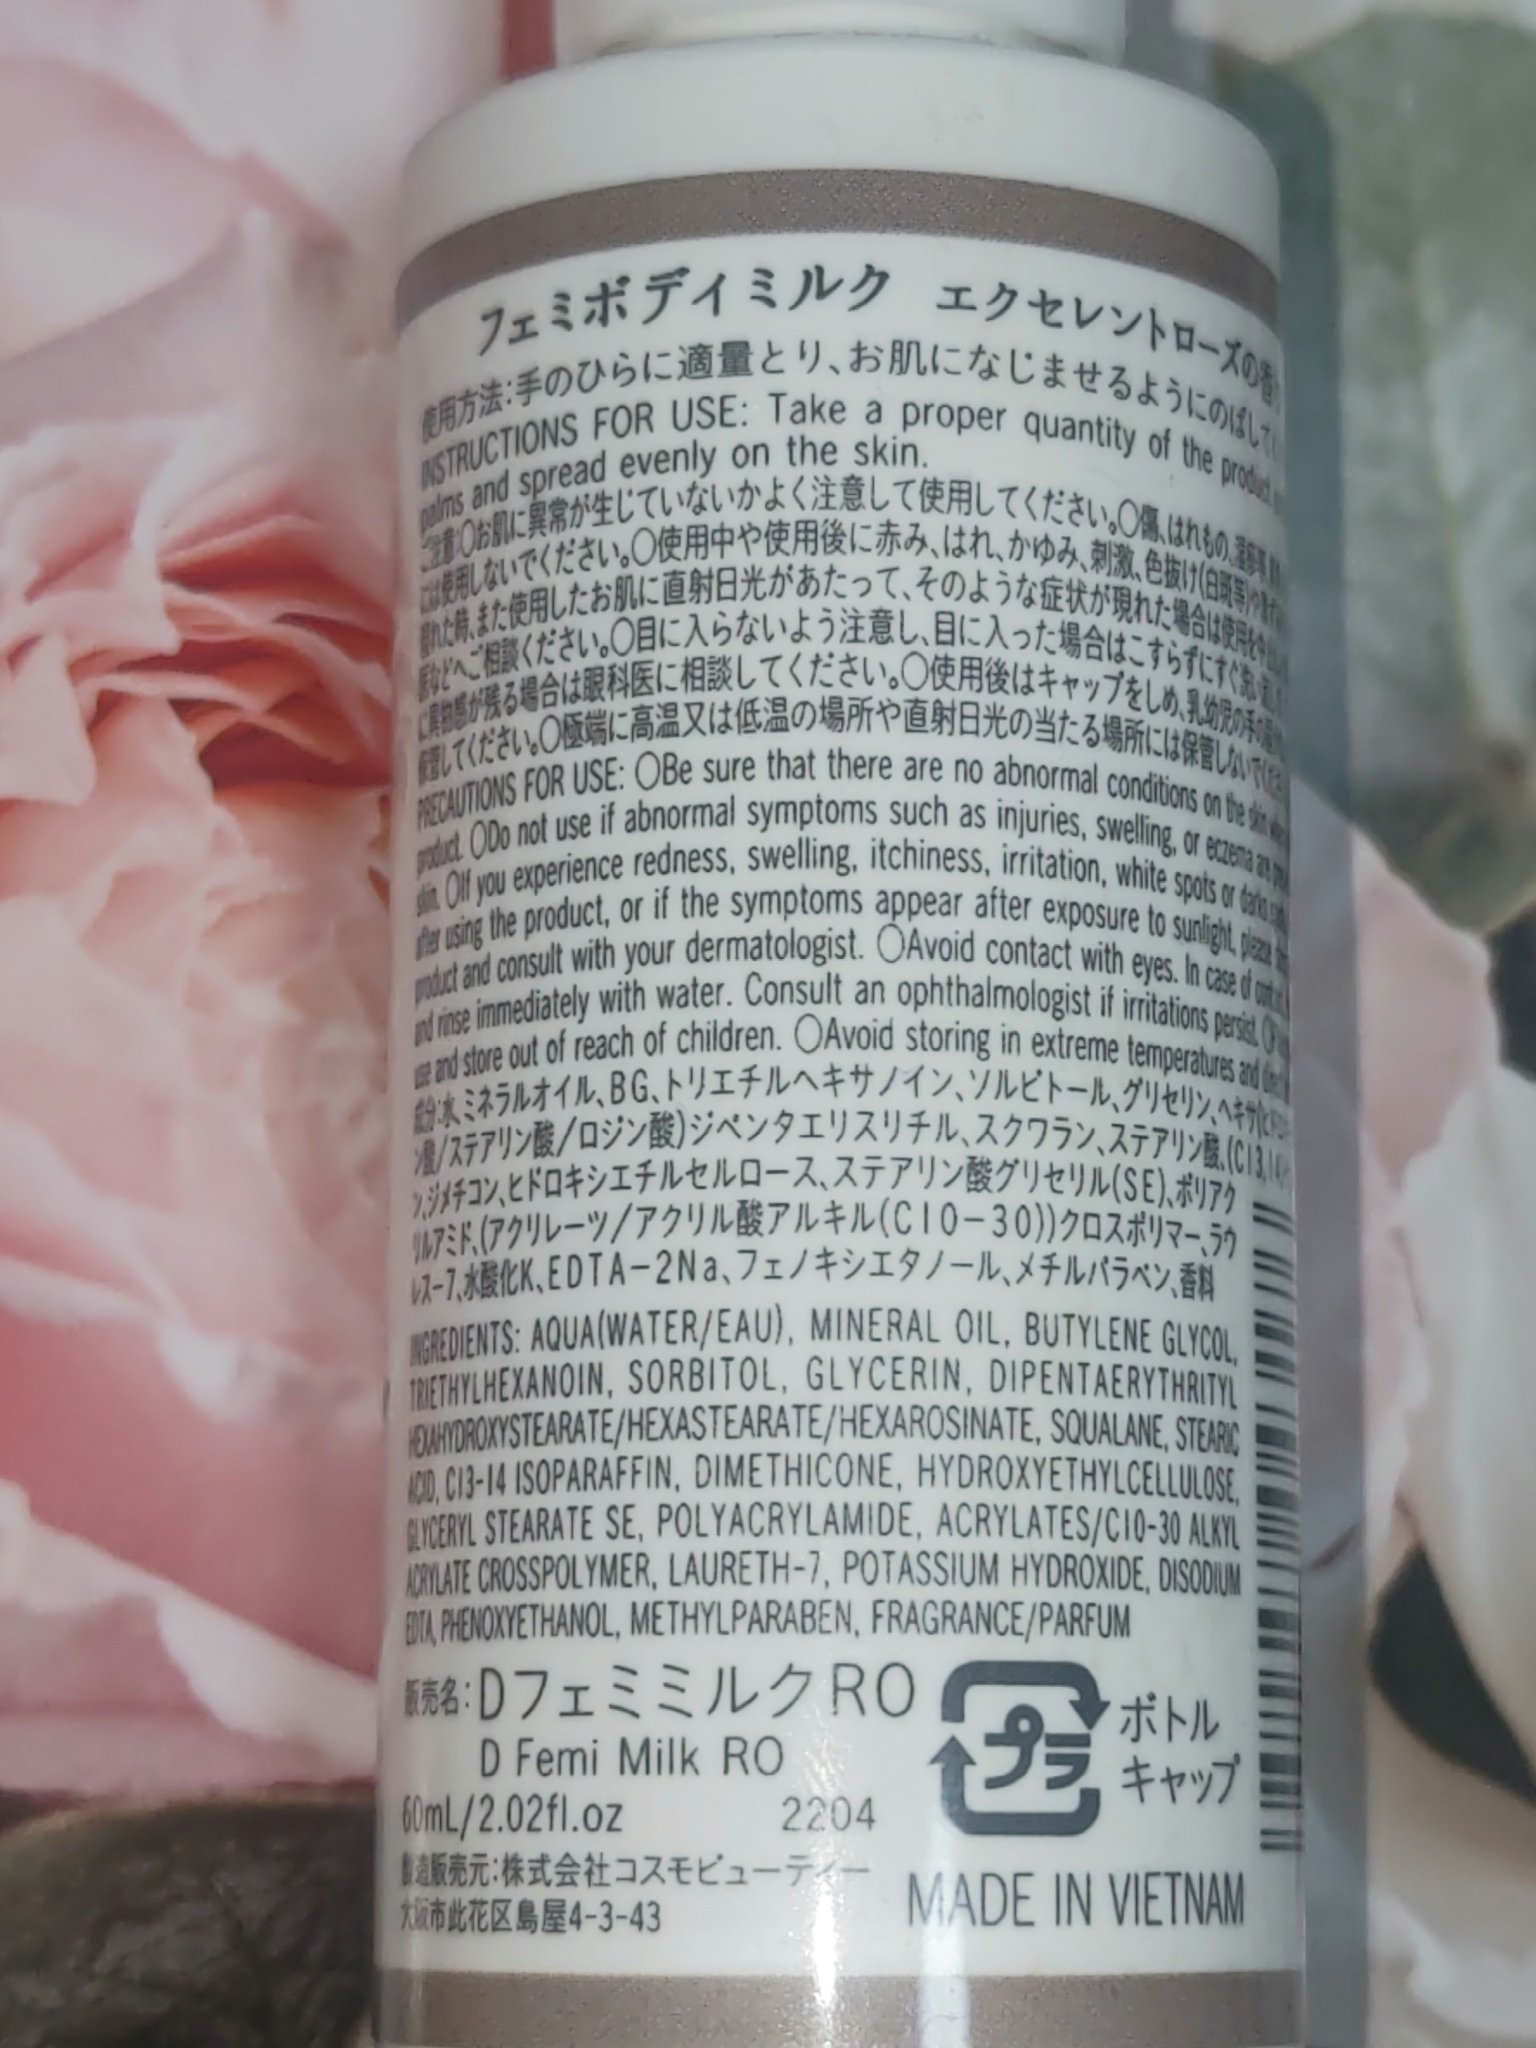 フェミボディミルク エクセレントローズの香り
使用方法:手のひらに適量とり、お肌になじませるようにのばして
INSTRUCTIONS FOR USE: Take a proper quantity of the product
palms and spread evenly on the skin.
ご注意:○お肌に異常が生じていないかよく注意して使用してください。○傷、はれもの、湿疹等
には使用しないでください。○使用中や使用後に赤み、はれ、かゆみ、刺激、色抜け(白斑等)や
現れた時、また使用したお肌に直射日光があたって、そのような症状が現れた場合は使用を中
医などへご相談ください。○目に入らないよう注意し、目に入った場合はこすらずにすぐ洗い
に異物感が残る場合は眼科医に相談してください。○使用後はキャップをしめ、乳幼児の手の
保管してください。○極端に高温又は低温の場所や直射日光の当たる場所には保管しないでくださ
PRECAUTIONS FOR USE: ○Be sure that there are no abnormal conditions on the skin
product. ○Do not use if abnormal symptoms such as injuries, swelling, or eczema are
skin. ○If you experience redness, swelling, itchiness, irritation, white spots or dark
after using the product, or if the symptoms appear after exposure to sunlight, please
product and consult with your dermatologist. ○Avoid contact with eyes. In case of
and rinse immediately with water. Consult an ophthalmologist if irritations persist. ○
use and store out of reach of children. ○Avoid storing in extreme temperatures and
成分:水、ミネラルオイル、BG、トリエチルヘキサノイン、ソルビトール、グリセリン、ヘキサ(ヒ
ン酸/ステアリン酸/ロジン酸)ジペンタエリスリチル、スクワラン、ステアリン酸、(C13,14)
ン、ジメチコン、ヒドロキシエチルセルロース、ステアリン酸グリセリル(SE)、ポリアク
リルアミド、(アクリレーツ/アクリル酸アルキル(C10-30))クロスポリマー、ラウ
レス-7、水酸化K、EDTA-2Na、フェノキシエタノール、メチルパラベン、香料
INGREDIENTS: AQUA(WATER/EAU), MINERAL OIL, BUTYLENE GLYCOL,
TRIETHYLHEXANOIN, SORBITOL, GLYCERIN, DIPENTAERYTHRITYL
HEXAHYDROXYSTEARATE/HEXASTEARATE/HEXAROSINATE, SQUALANE, STEARIC
ACID, C13-14 ISOPARAFFIN, DIMETHICONE, HYDROXYETHYLCELLULOSE,
GLYCERYL STEARATE SE, POLYACRYLAMIDE, ACRYLATES/C10-30 ALKYL
ACRYLATE CROSSPOLYMER, LAURETH-7, POTASSIUM HYDROXIDE, DISODIUM
EDTA, PHENOXYETHANOL, METHYLPARABEN, FRAGRANCE/PARFUM
販売名:DフェミミルクRO
D Femi Milk RO
プラ
ボトル
キャップ
60mL/2.02fl.oz 2204
製造販売元:株式会社コスモビューティー
大阪市此花区島屋4-3-43
MADE IN VIETNAM